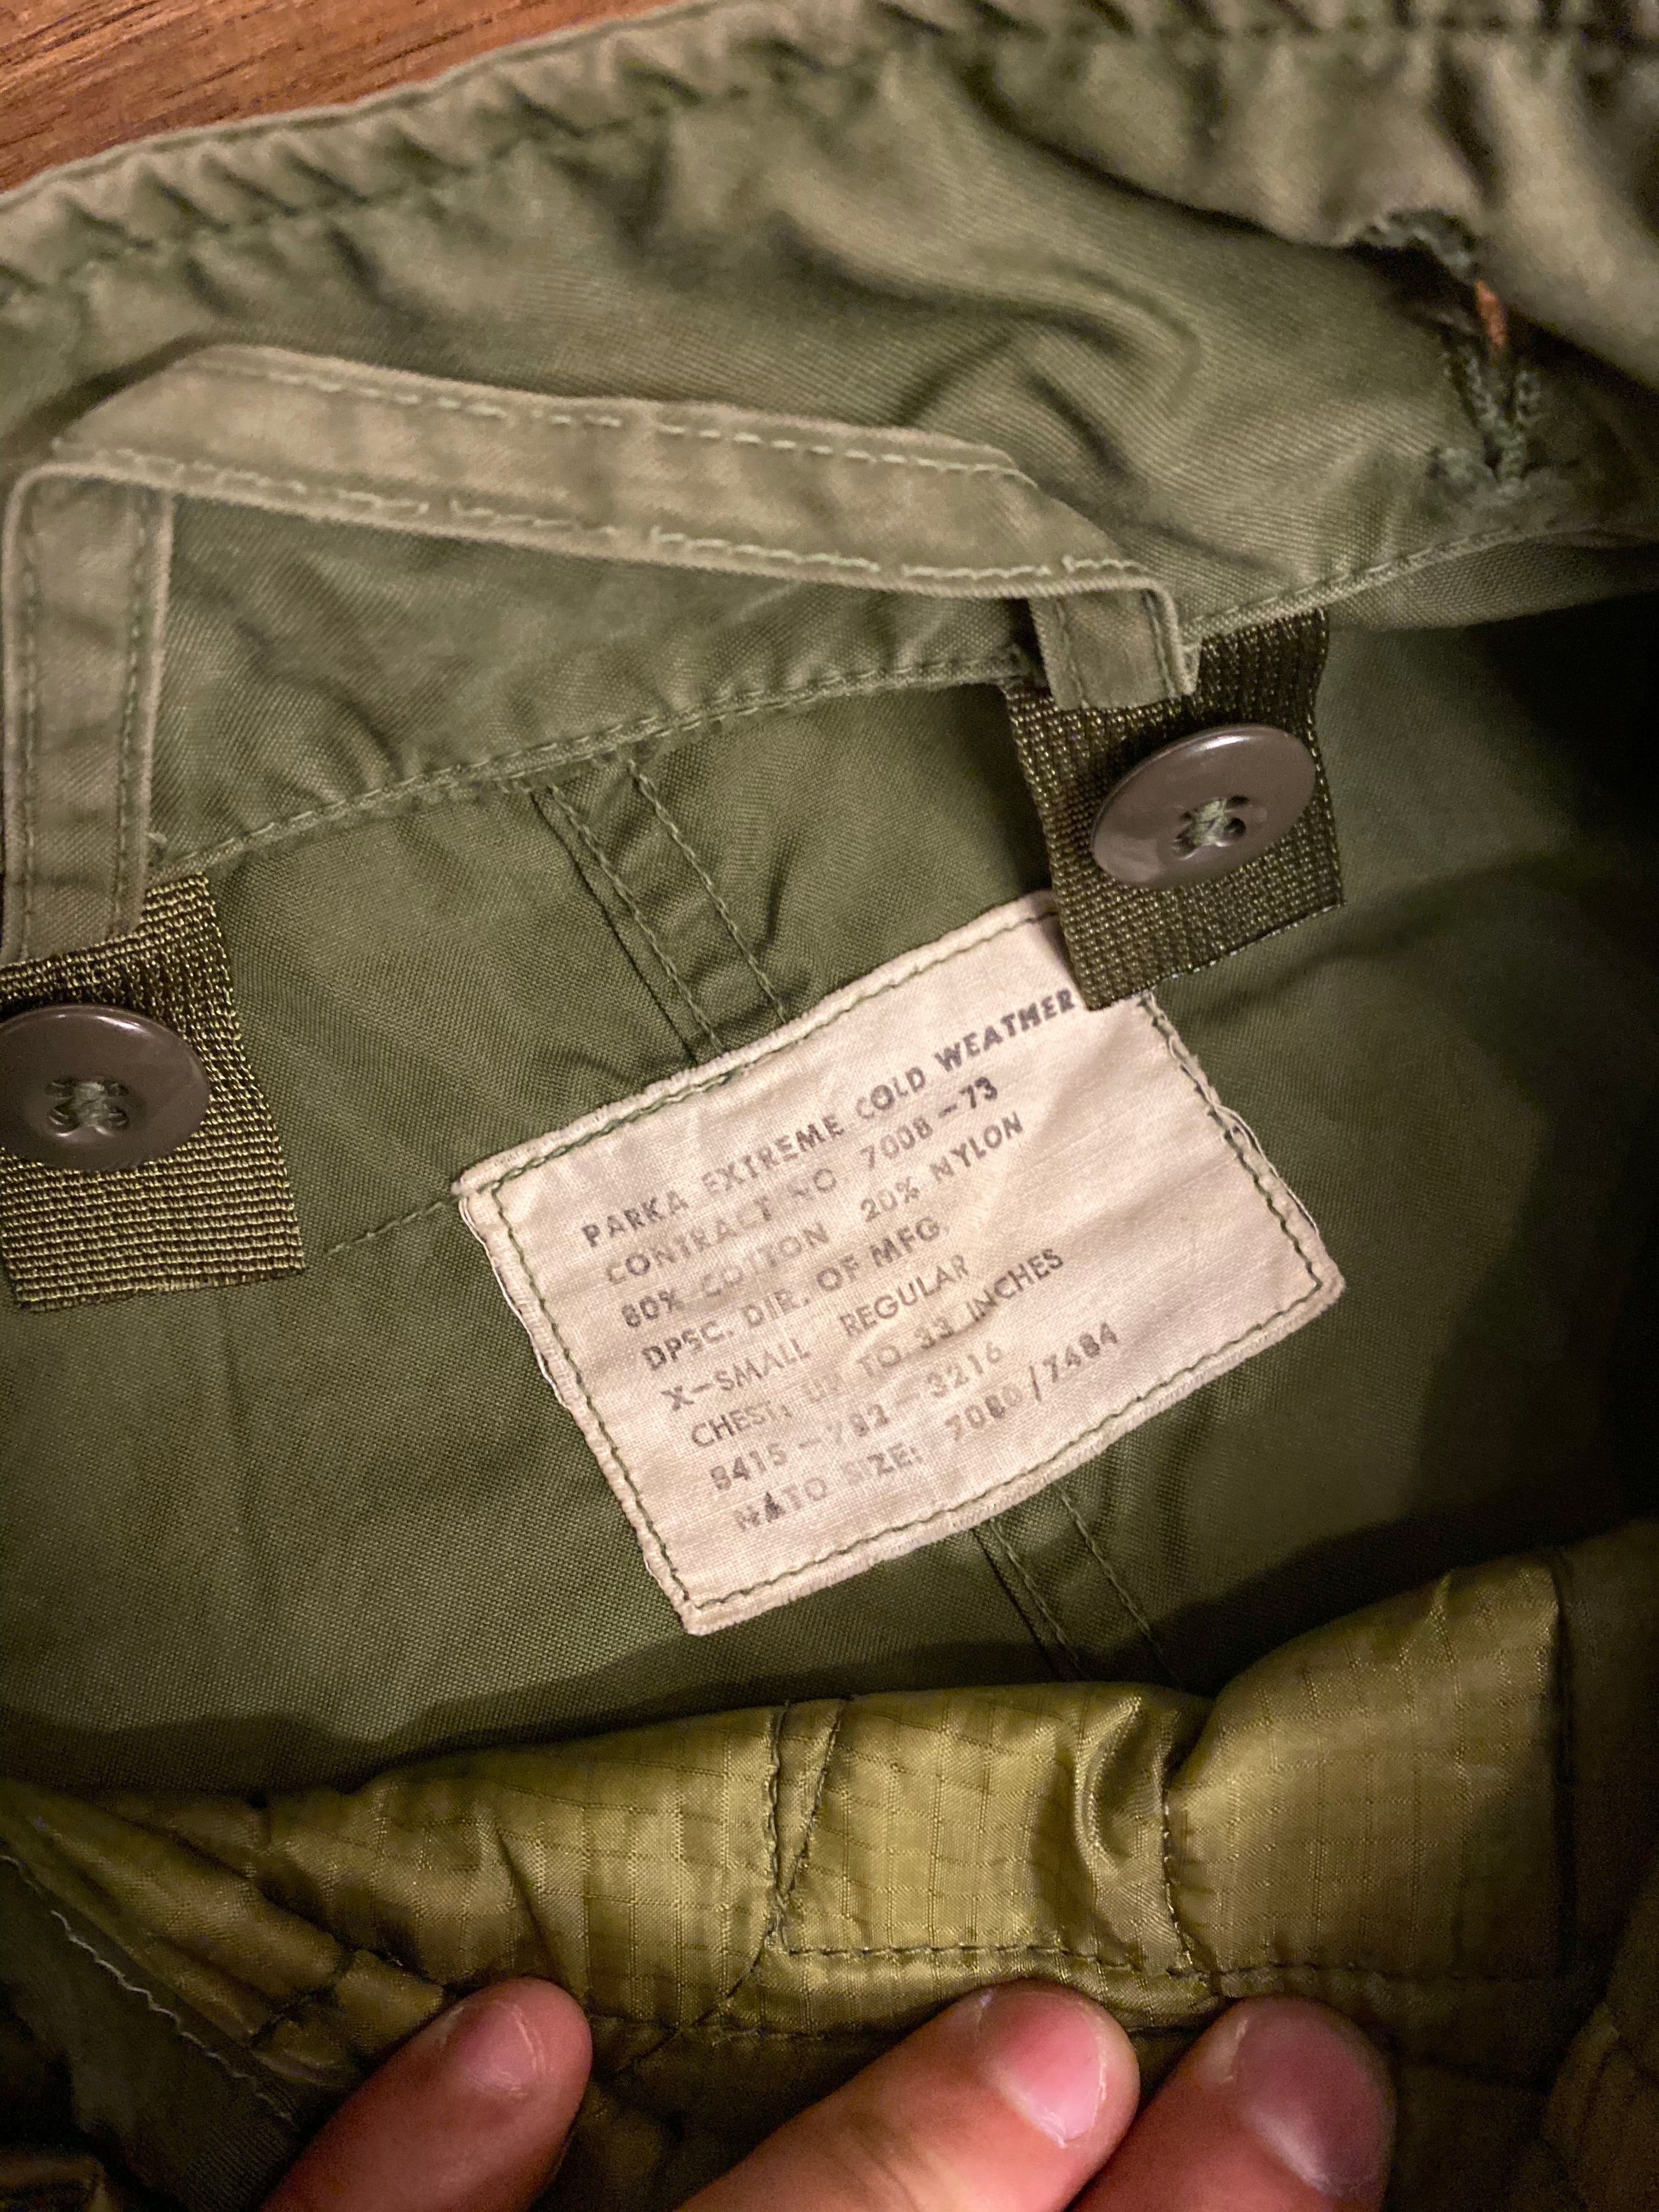 PARKA EXTREME COLD WEATHER
CONTRACT NO. 7008-73
80% COTTON 20% NYLON
DPSC. DIR. OF MFG.
X-SMALL REGULAR
CHEST: UP TO 33 INCHES
8415-782-3216
NATO SIZE: 7080/7484